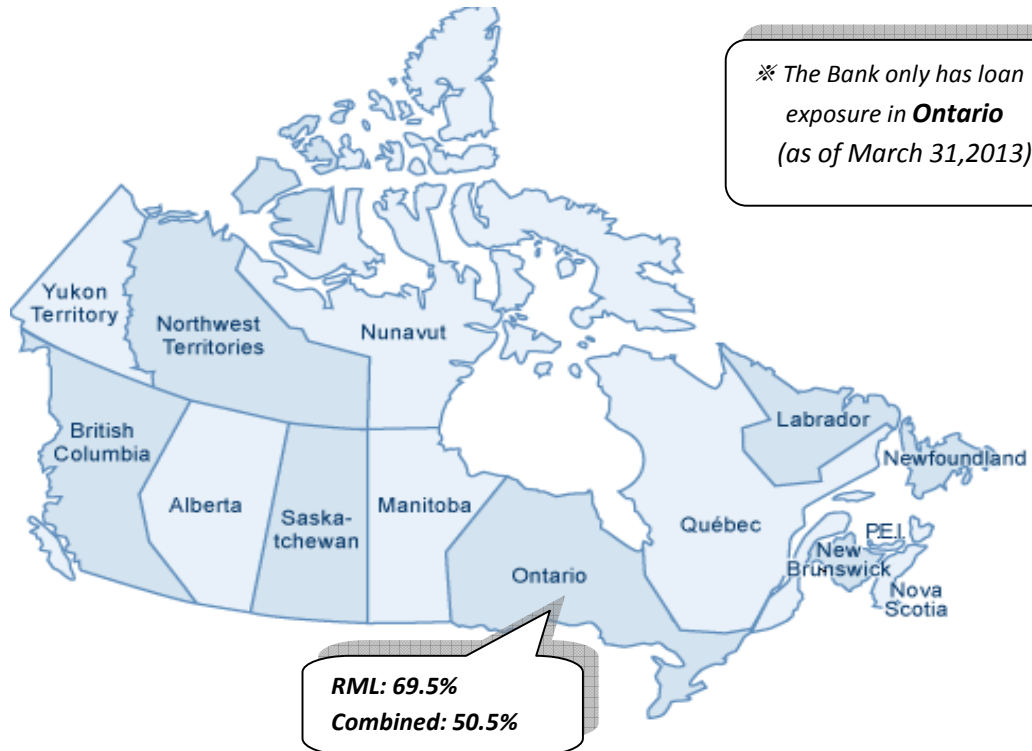 ※ The Bank only has loan
exposure in Ontario
(as of March 31,2013)
Yukon
Territory
Northwest
Territories
Nunavut
British
Columbia
Alberta
Saska-
tchewan
Manitoba
Ontario
Québec
Labrador
Newfoundland
P.E.I.
New
Brunswick
Nova
Scotia
RML: 69.5%
Combined: 50.5%